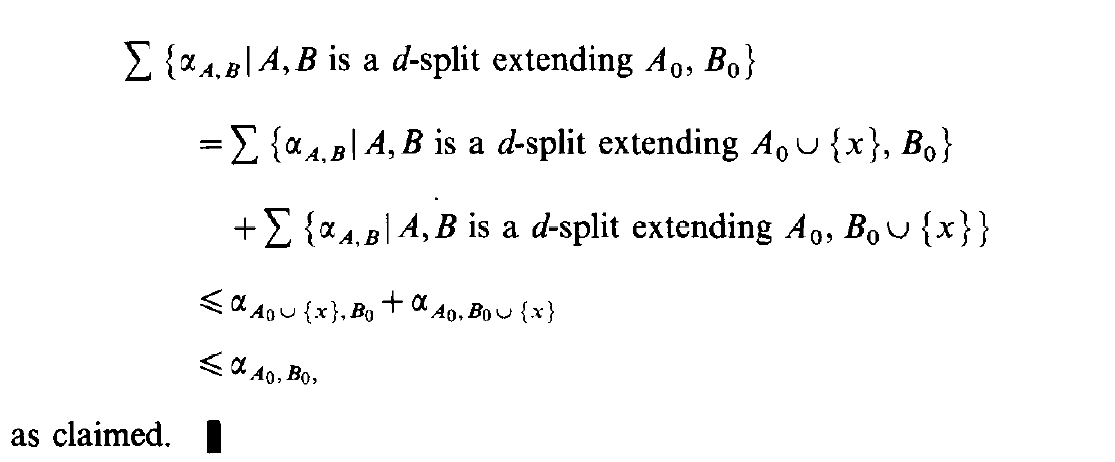 ∑ {α_{A,B} | A, B is a d-split extending A₀, B₀}
= ∑ {α_{A,B} | A, B is a d-split extending A₀ ∪ {x}, B₀}
+ ∑ {α_{A,B} | A, B is a d-split extending A₀, B₀ ∪ {x}}
⩽ α_{A₀ ∪ {x}, B₀} + α_{A₀, B₀ ∪ {x}}
⩽ α_{A₀, B₀,}
as claimed. ▮